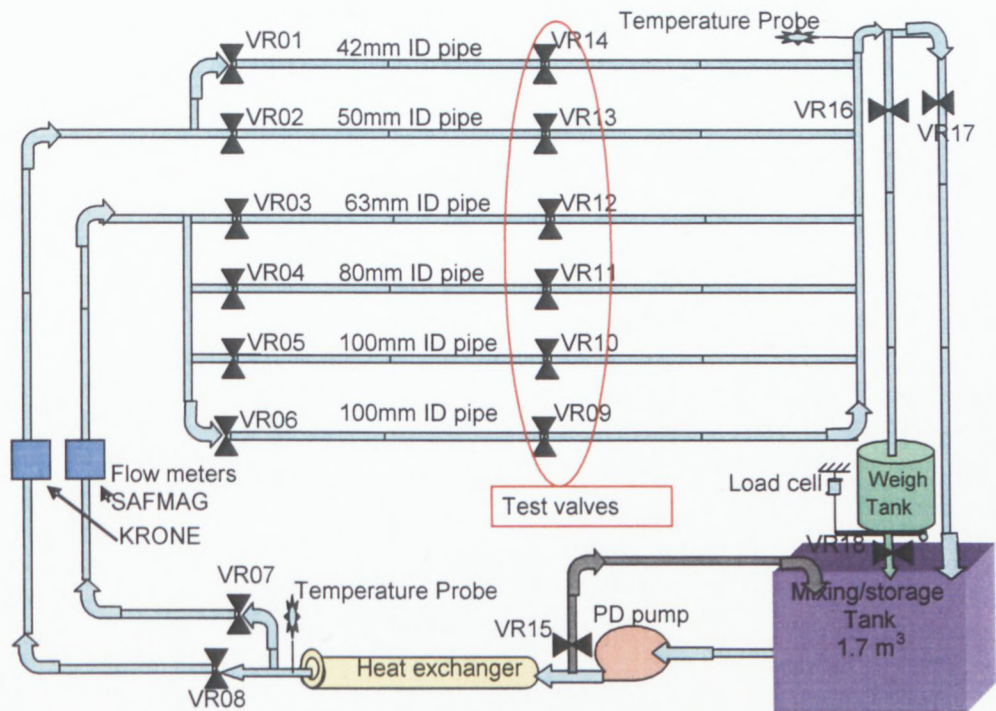 Temperature Probe
VR01
42mm ID pipe
VR14
VR02
50mm ID pipe
VR13
VR16
VR17
VR03
63mm ID pipe
VR12
VR04
80mm ID pipe
VR11
VR05
100mm ID pipe
VR10
VR06
100mm ID pipe
VR09
Flow meters
SAFMAG
KRONE
Test valves
Load cell
Weigh
Tank
VR18
VR07
Temperature Probe
Mixing/storage
Tank
1.7 m³
PD pump
VR15
Heat exchanger
VR08